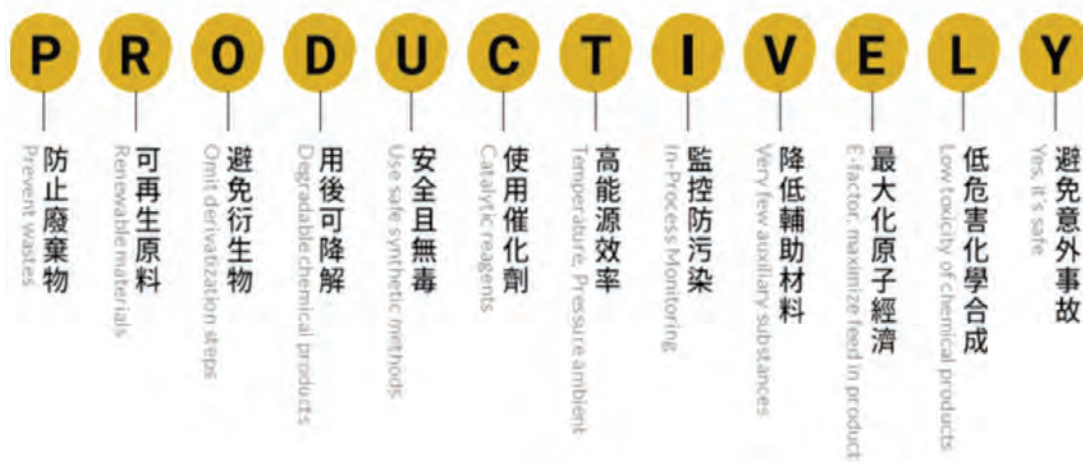 P
防止廢棄物
Prevent wastes
R
可再生原料
Renewable materials
O
避免衍生物
Omit derivatization steps
D
用後可降解
Degradable chemical products
U
安全且無毒
Use safe synthetic methods
C
使用催化劑
Catalytic reagents
T
高能源效率
Temperature, Pressure ambient
I
監控防污染
In-Process Monitoring
V
降低輔助材料
Very few auxiliary substances
E
最大化原子經濟
E-factor, maximize feed in product
L
低危害化學合成
Low toxicity of chemical products
Y
避免意外事故
Yes, it's safe